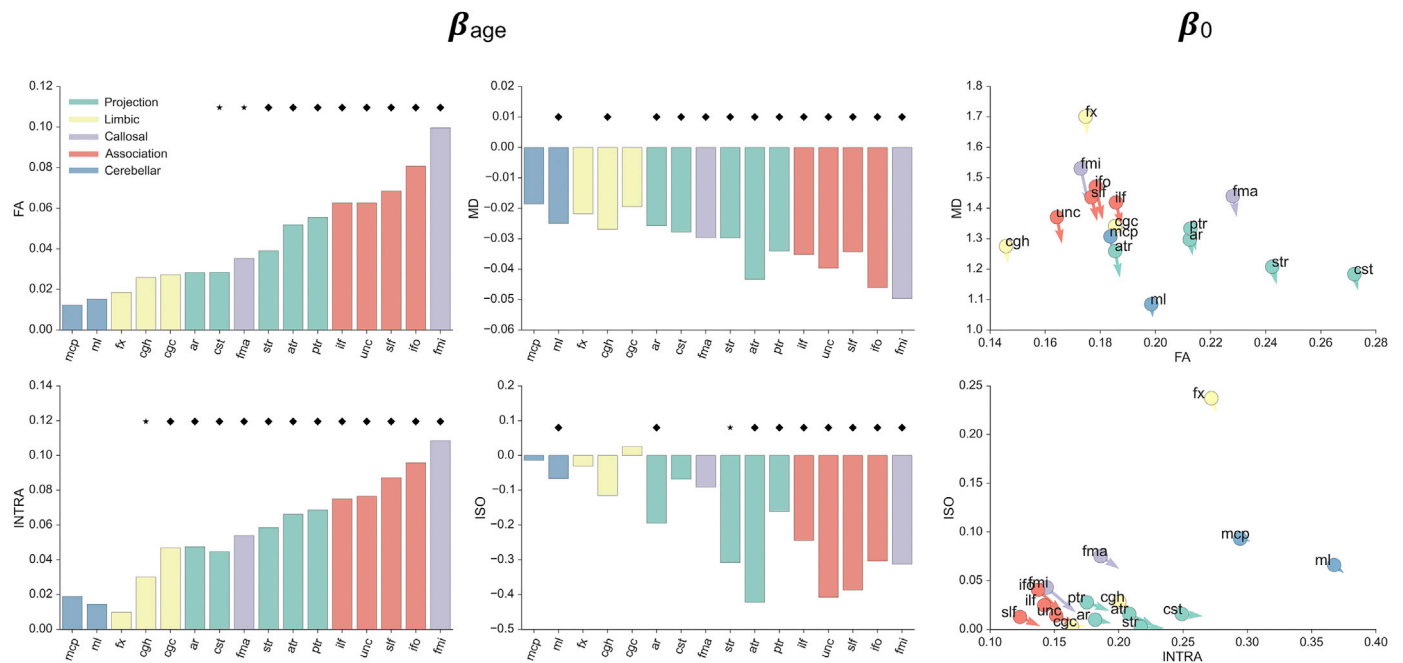 βage
β0
0.12
0.10
0.08
0.06
0.04
0.02
0.00
FA
Projection
Limbic
Callosal
Association
Cerebellar
mcp ml fx cgh cgc ar cst fma str atr ptr ilf unc slf ifo fmi
0.02
0.01
0.00
−0.01
−0.02
−0.03
−0.04
−0.05
−0.06
MD
mcp ml fx cgh cgc ar cst fma str atr ptr ilf unc slf ifo fmi
1.8
1.7
1.6
1.5
1.4
1.3
1.2
1.1
1.0
MD
fx
fmi
ifo
slf
ilf
fma
unc
cgc
ptr
mcp
ar
cgh
atr
str
cst
ml
0.14 0.16 0.18 0.20 0.22 0.24 0.26 0.28
FA
0.14
0.12
0.10
0.08
0.06
0.04
0.02
0.00
INTRA
mcp ml fx cgh cgc ar cst fma str atr ptr ilf unc slf ifo fmi
0.2
0.1
0.0
−0.1
−0.2
−0.3
−0.4
−0.5
ISO
mcp ml fx cgh cgc ar cst fma str atr ptr ilf unc slf ifo fmi
0.25
0.20
0.15
0.10
0.05
0.00
ISO
fx
mcp
fma
ml
ifo
fmi
ilf
ptr
cgh
slf
unc
cgc
ar
atr
str
cst
0.10 0.15 0.20 0.25 0.30 0.35 0.40
INTRA